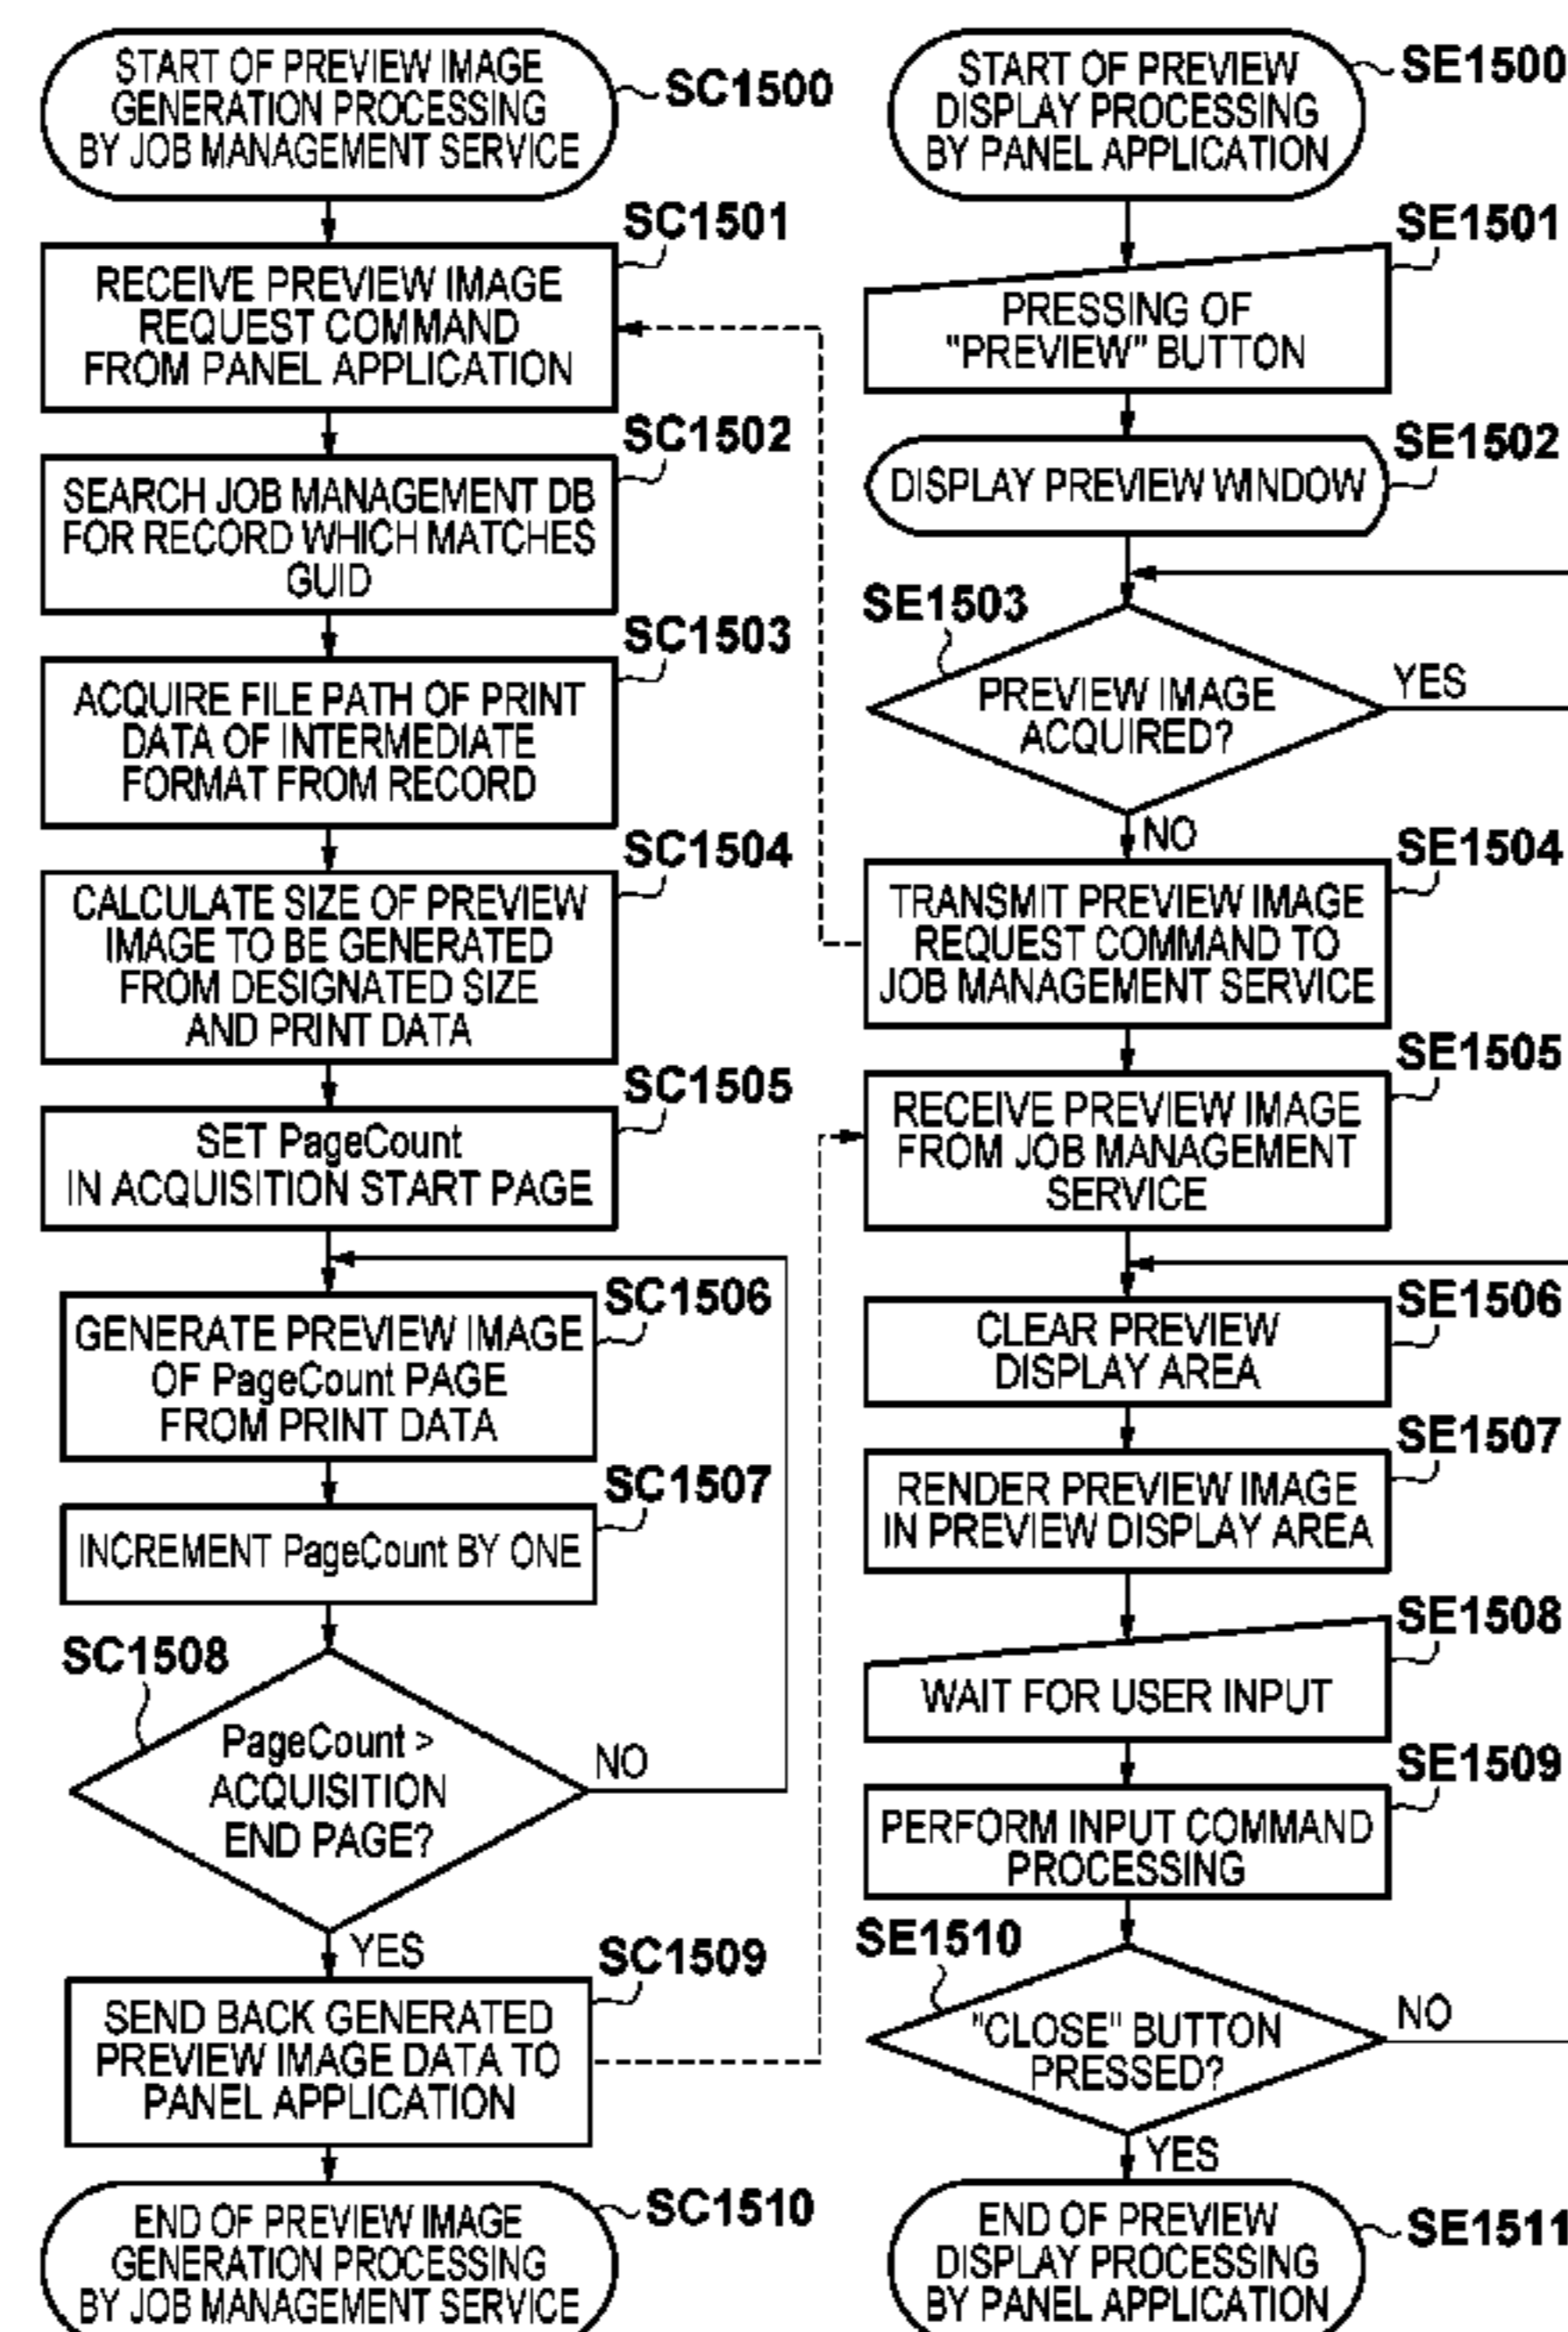 START OF PREVIEW IMAGE
GENERATION PROCESSING
BY JOB MANAGEMENT SERVICE
SC1500
SC1501
RECEIVE PREVIEW IMAGE
REQUEST COMMAND
FROM PANEL APPLICATION
SC1502
SEARCH JOB MANAGEMENT DB
FOR RECORD WHICH MATCHES
GUID
SC1503
ACQUIRE FILE PATH OF PRINT
DATA OF INTERMEDIATE
FORMAT FROM RECORD
SC1504
CALCULATE SIZE OF PREVIEW
IMAGE TO BE GENERATED
FROM DESIGNATED SIZE
AND PRINT DATA
SC1505
SET PageCount
IN ACQUISITION START PAGE
SC1506
GENERATE PREVIEW IMAGE
OF PageCount PAGE
FROM PRINT DATA
SC1507
INCREMENT PageCount BY ONE
SC1508
PageCount >
ACQUISITION
END PAGE?
NO
YES
SC1509
SEND BACK GENERATED
PREVIEW IMAGE DATA TO
PANEL APPLICATION
SC1510
END OF PREVIEW IMAGE
GENERATION PROCESSING
BY JOB MANAGEMENT SERVICE
START OF PREVIEW
DISPLAY PROCESSING
BY PANEL APPLICATION
SE1500
SE1501
PRESSING OF
"PREVIEW" BUTTON
SE1502
DISPLAY PREVIEW WINDOW
SE1503
PREVIEW IMAGE
ACQUIRED?
YES
NO
SE1504
TRANSMIT PREVIEW IMAGE
REQUEST COMMAND TO
JOB MANAGEMENT SERVICE
SE1505
RECEIVE PREVIEW IMAGE
FROM JOB MANAGEMENT
SERVICE
SE1506
CLEAR PREVIEW
DISPLAY AREA
SE1507
RENDER PREVIEW IMAGE
IN PREVIEW DISPLAY AREA
SE1508
WAIT FOR USER INPUT
SE1509
PERFORM INPUT COMMAND
PROCESSING
SE1510
"CLOSE" BUTTON
PRESSED?
NO
YES
END OF PREVIEW
DISPLAY PROCESSING
BY PANEL APPLICATION
SE1511